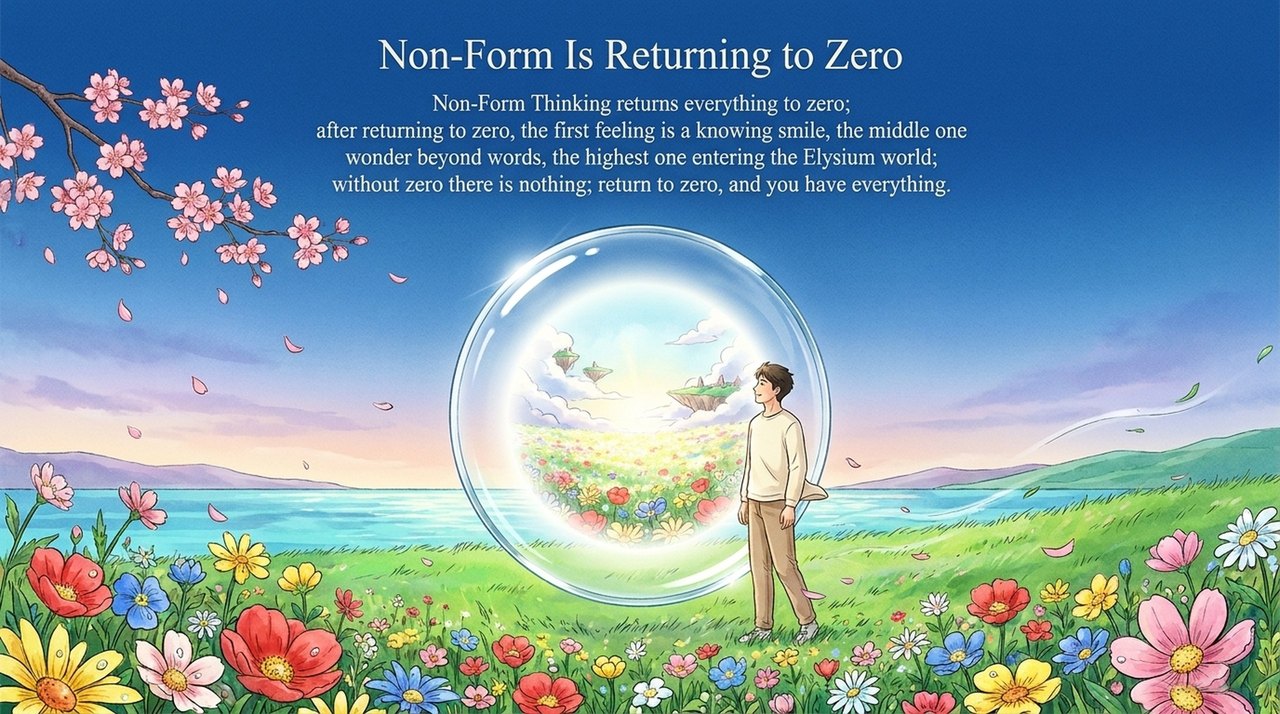 Non-Form Is Returning to Zero
Non-Form Thinking returns everything to zero;
after returning to zero, the first feeling is a knowing smile, the middle one
wonder beyond words, the highest one entering the Elysium world;
without zero there is nothing; return to zero, and you have everything.